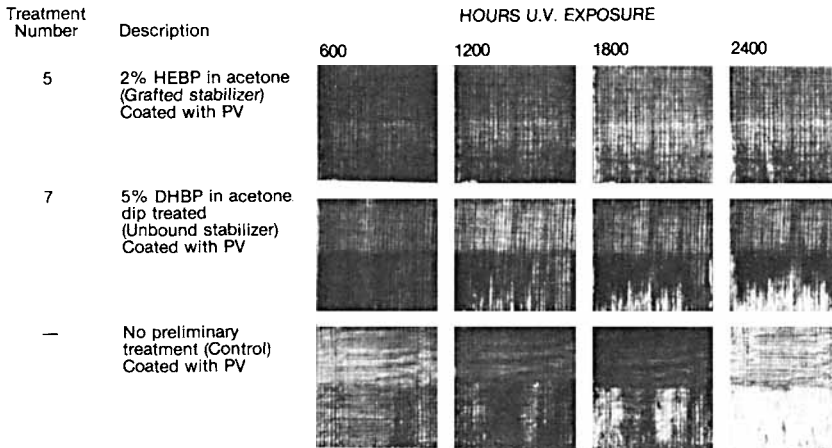 Treatment
Number
Description
HOURS U.V. EXPOSURE
600
1200
1800
2400
5
2% HEBP in acetone
(Grafted stabilizer)
Coated with PV
7
5% DHBP in acetone
dip treated
(Unbound stabilizer)
Coated with PV
—
No preliminary
treatment (Control)
Coated with PV